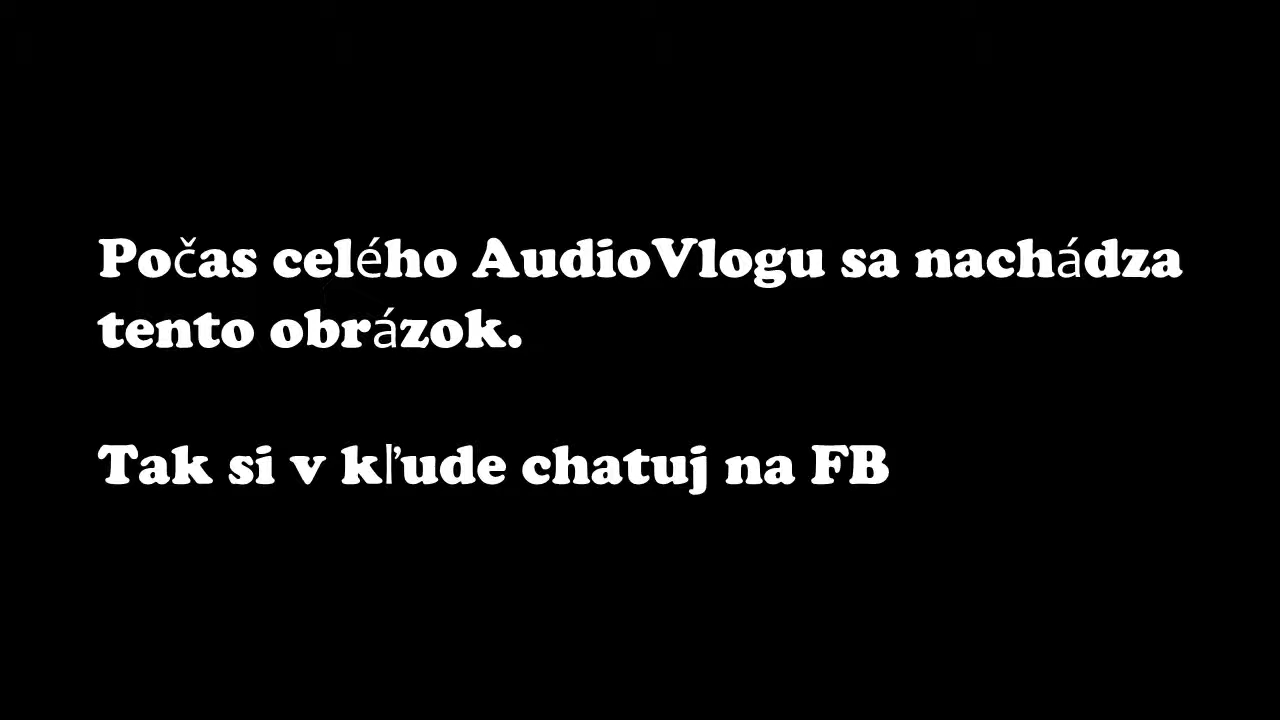 Počas celého AudioVlogu sa nachádza
tento obrázok.
Tak si v kľude chatuj na FB